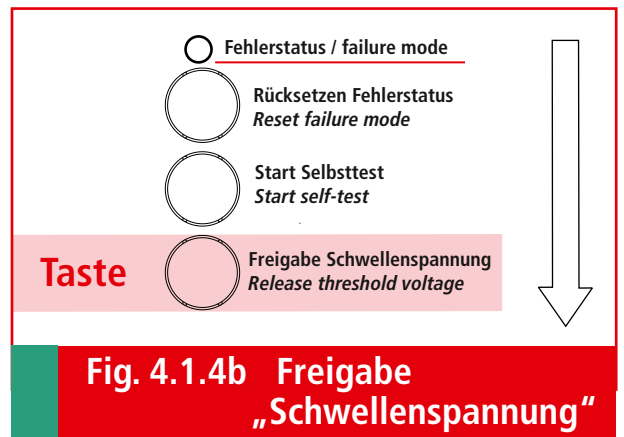 Fehlerstatus / failure mode
Rücksetzen Fehlerstatus
Reset failure mode
Start Selbsttest
Start self-test
Taste
Freigabe Schwellenspannung
Release threshold voltage
Fig. 4.1.4b Freigabe
„Schwellenspannung“